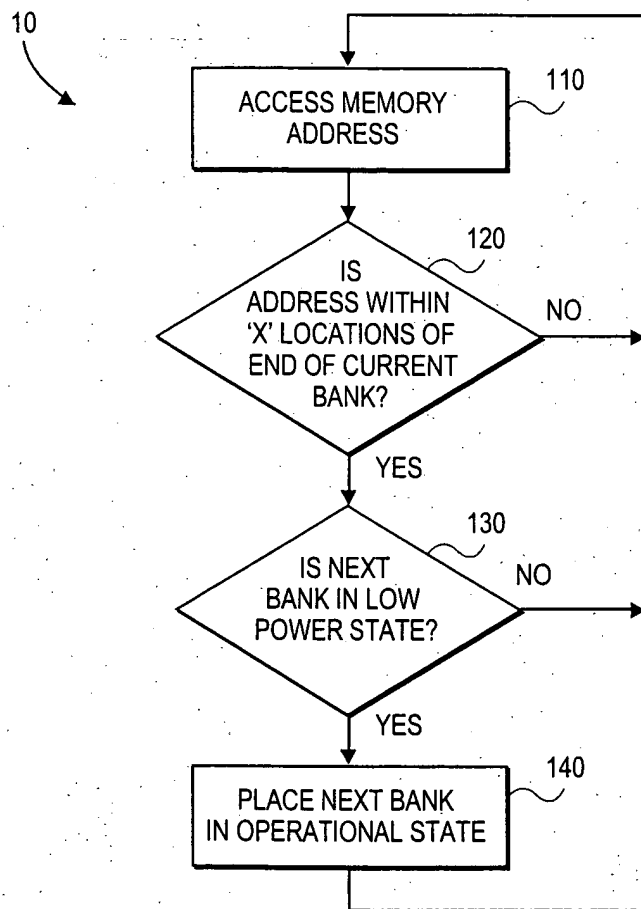 10
110
ACCESS MEMORY
ADDRESS
120
IS
ADDRESS WITHIN
'X' LOCATIONS OF
END OF CURRENT
BANK?
NO
YES
130
IS NEXT
BANK IN LOW
POWER STATE?
NO
YES
140
PLACE NEXT BANK
IN OPERATIONAL STATE